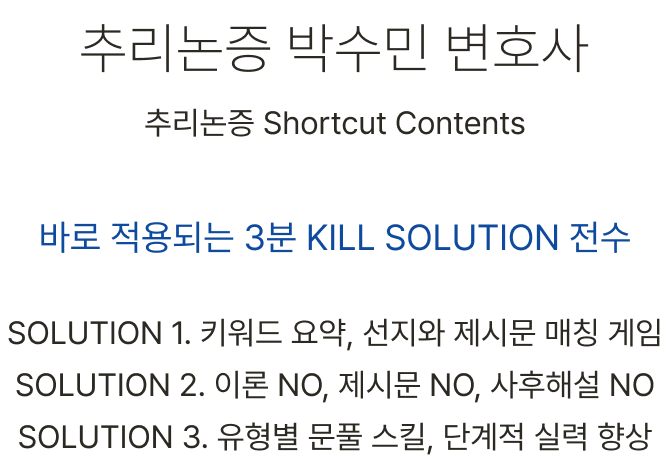 추리논증 박수민 변호사
추리논증 Shortcut Contents
바로 적용되는 3분 KILL SOLUTION 전수
SOLUTION 1. 키워드 요약, 선지와 제시문 매칭 게임
SOLUTION 2. 이론 NO, 제시문 NO, 사후해설 NO
SOLUTION 3. 유형별 문풀 스킬, 단계적 실력 향상